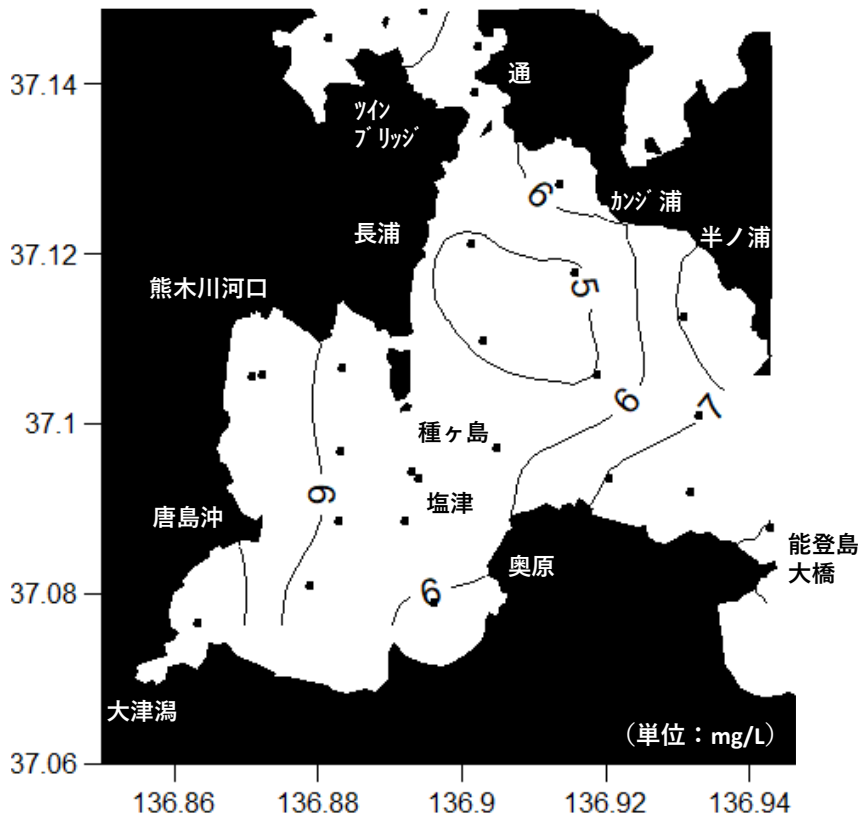 37.14
通
ﾂｲﾝ
ﾌﾞﾘｯｼﾞ
6
ｶﾝｼﾞ浦
長浦
半ノ浦
37.12
熊木川河口
5
6
7
37.1
種ヶ島
6
塩津
唐島沖
能登島
大橋
奥原
6
37.08
大津潟
（単位：mg/L）
37.06
136.86
136.88
136.9
136.92
136.94